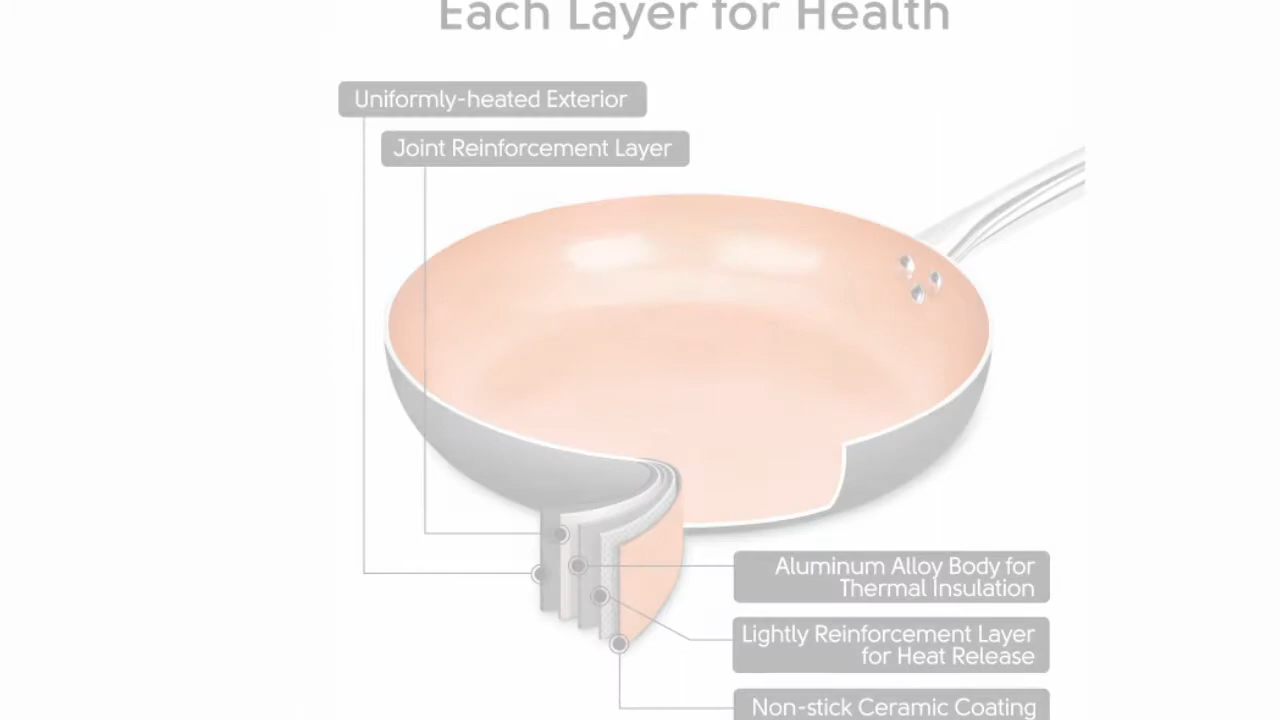 Each Layer for Health
Uniformly-heated Exterior
Joint Reinforcement Layer
Aluminum Alloy Body for
Thermal Insulation
Lightly Reinforcement Layer
for Heat Release
Non-stick Ceramic Coating